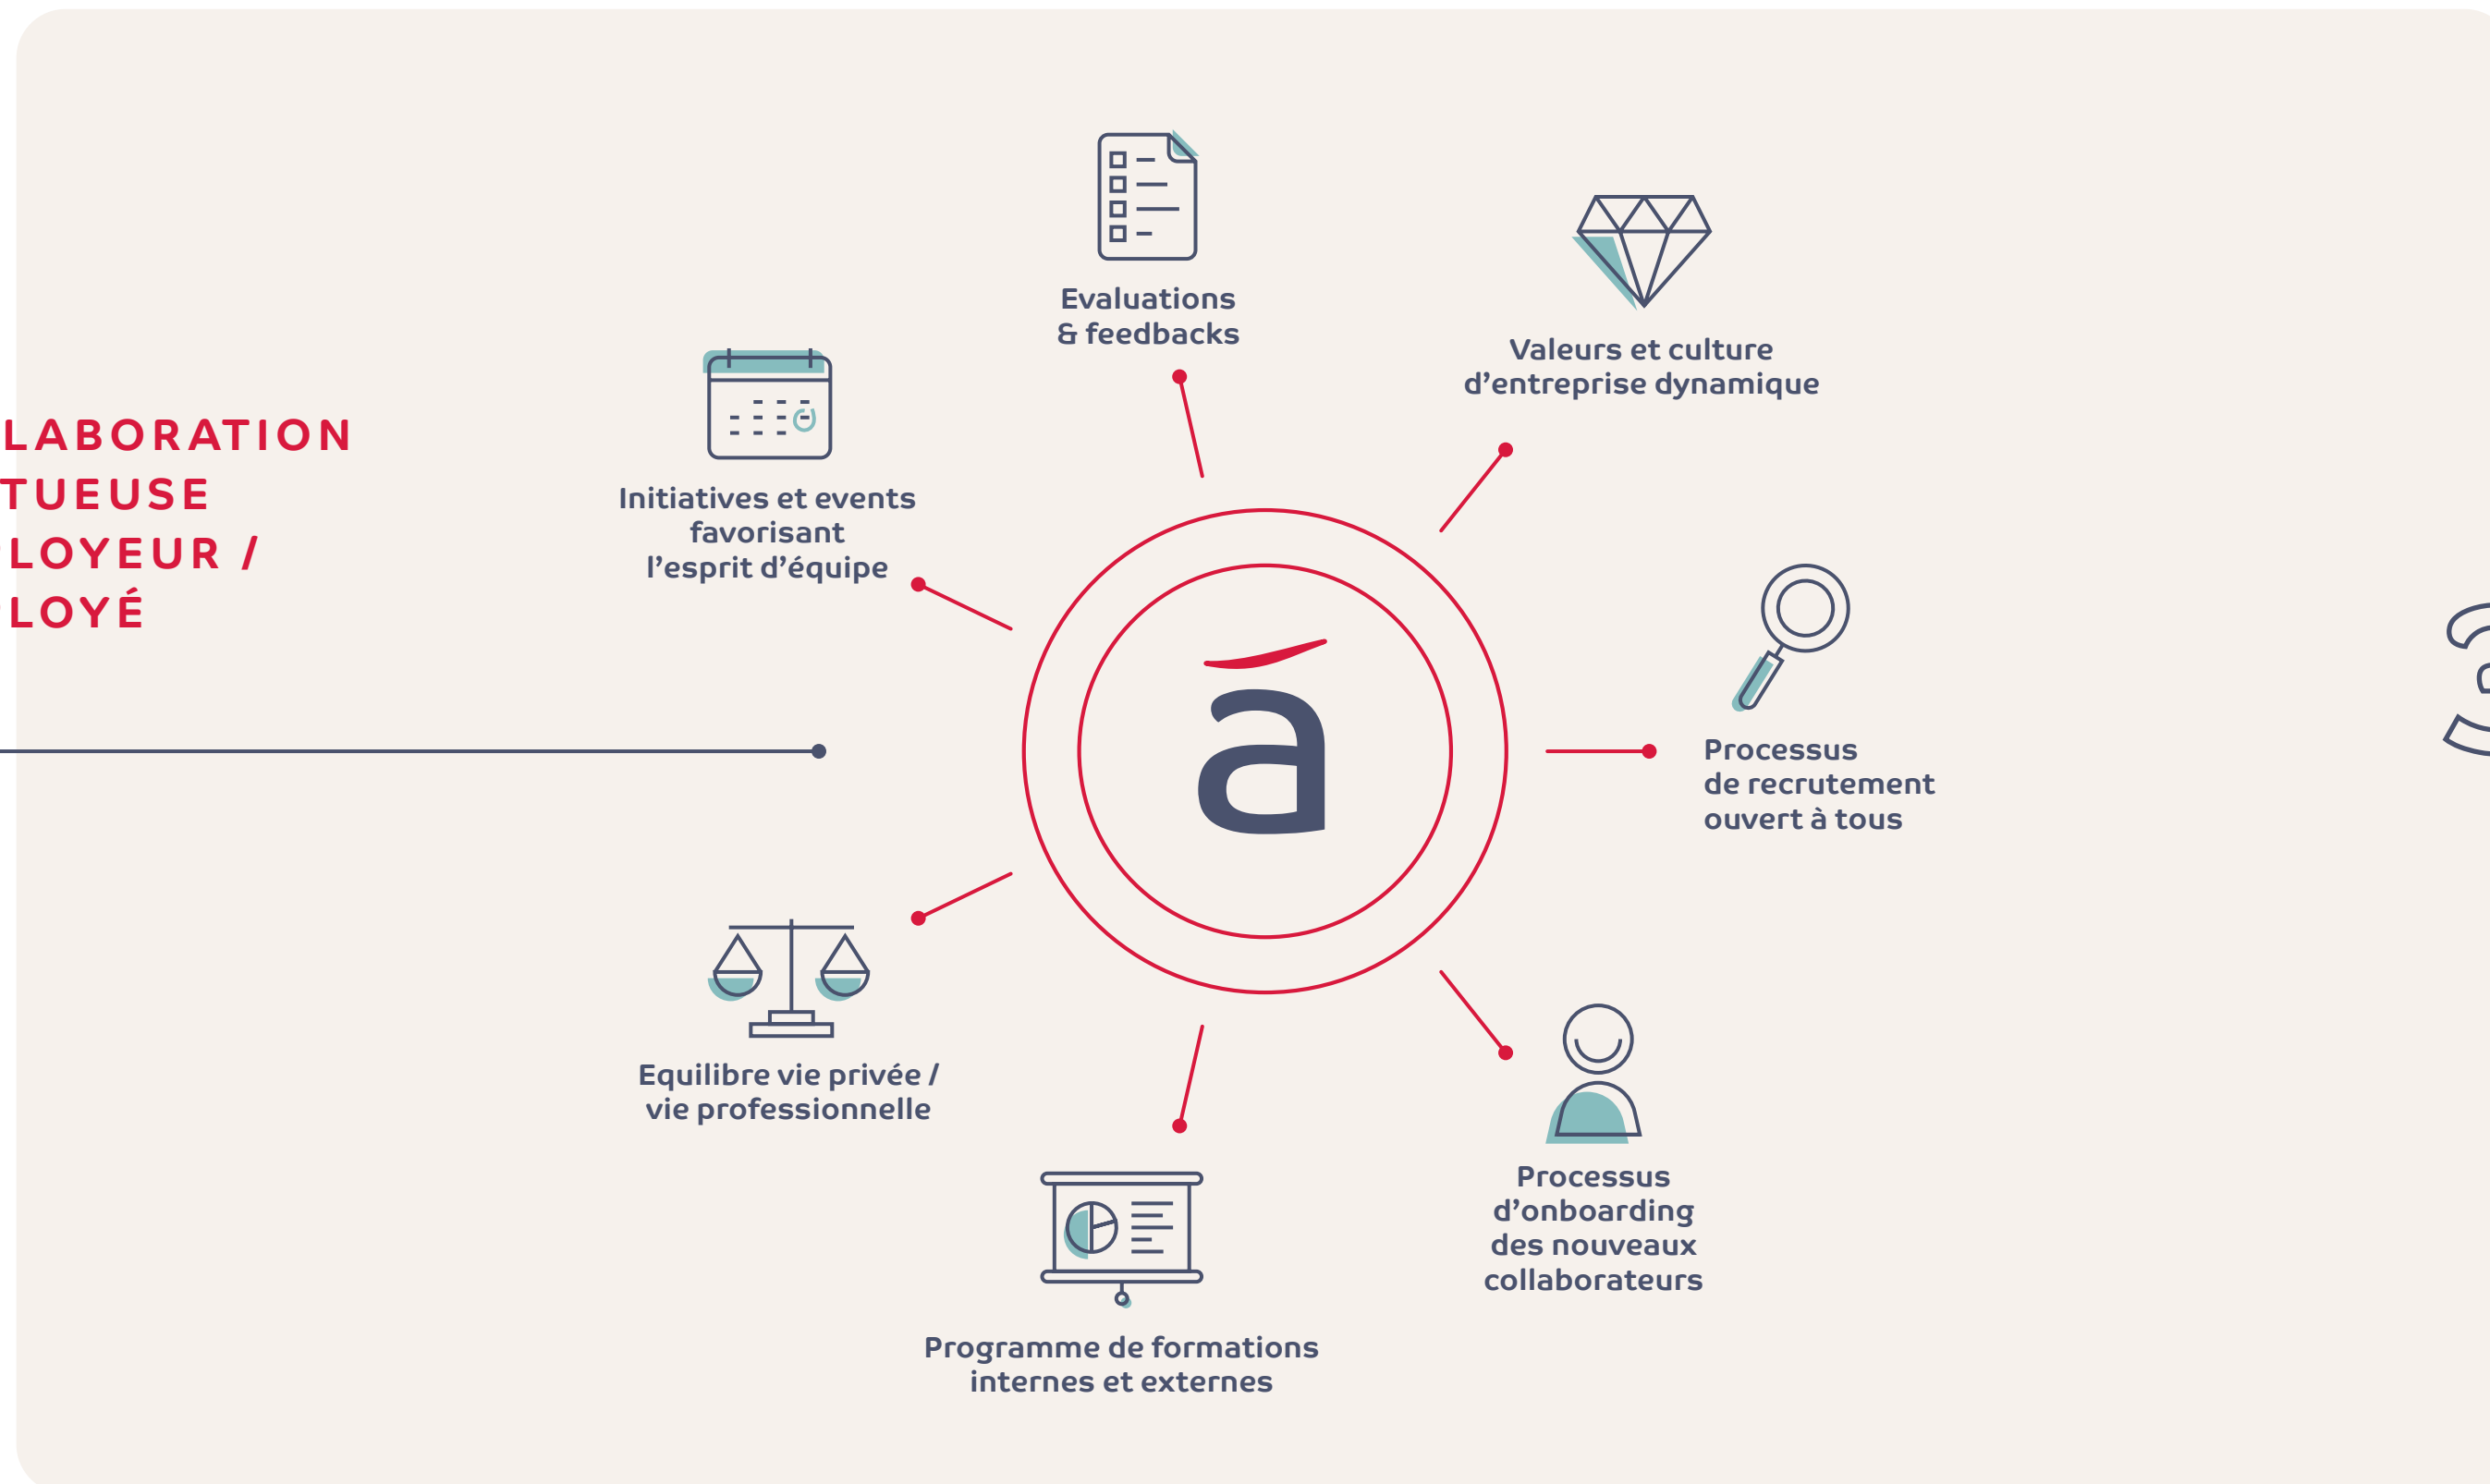 LABORATION
TUEUSE
LOYEUR /
LOYÉ
Evaluations
& feedbacks
Valeurs et culture
d’entreprise dynamique
Initiatives et events
favorisant
l’esprit d’équipe
a
Processus
de recrutement
ouvert à tous
Equilibre vie privée /
vie professionnelle
Processus
d’onboarding
des nouveaux
collaborateurs
Programme de formations
internes et externes